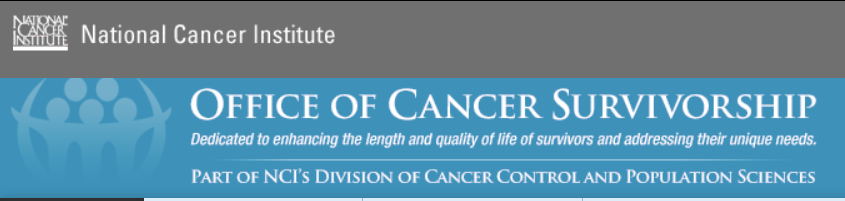 NATIONAL
CANCER
INSTITUTE
National Cancer Institute
OFFICE OF CANCER SURVIVORSHIP
Dedicated to enhancing the length and quality of life of survivors and addressing their unique needs.
PART OF NCI'S DIVISION OF CANCER CONTROL AND POPULATION SCIENCES